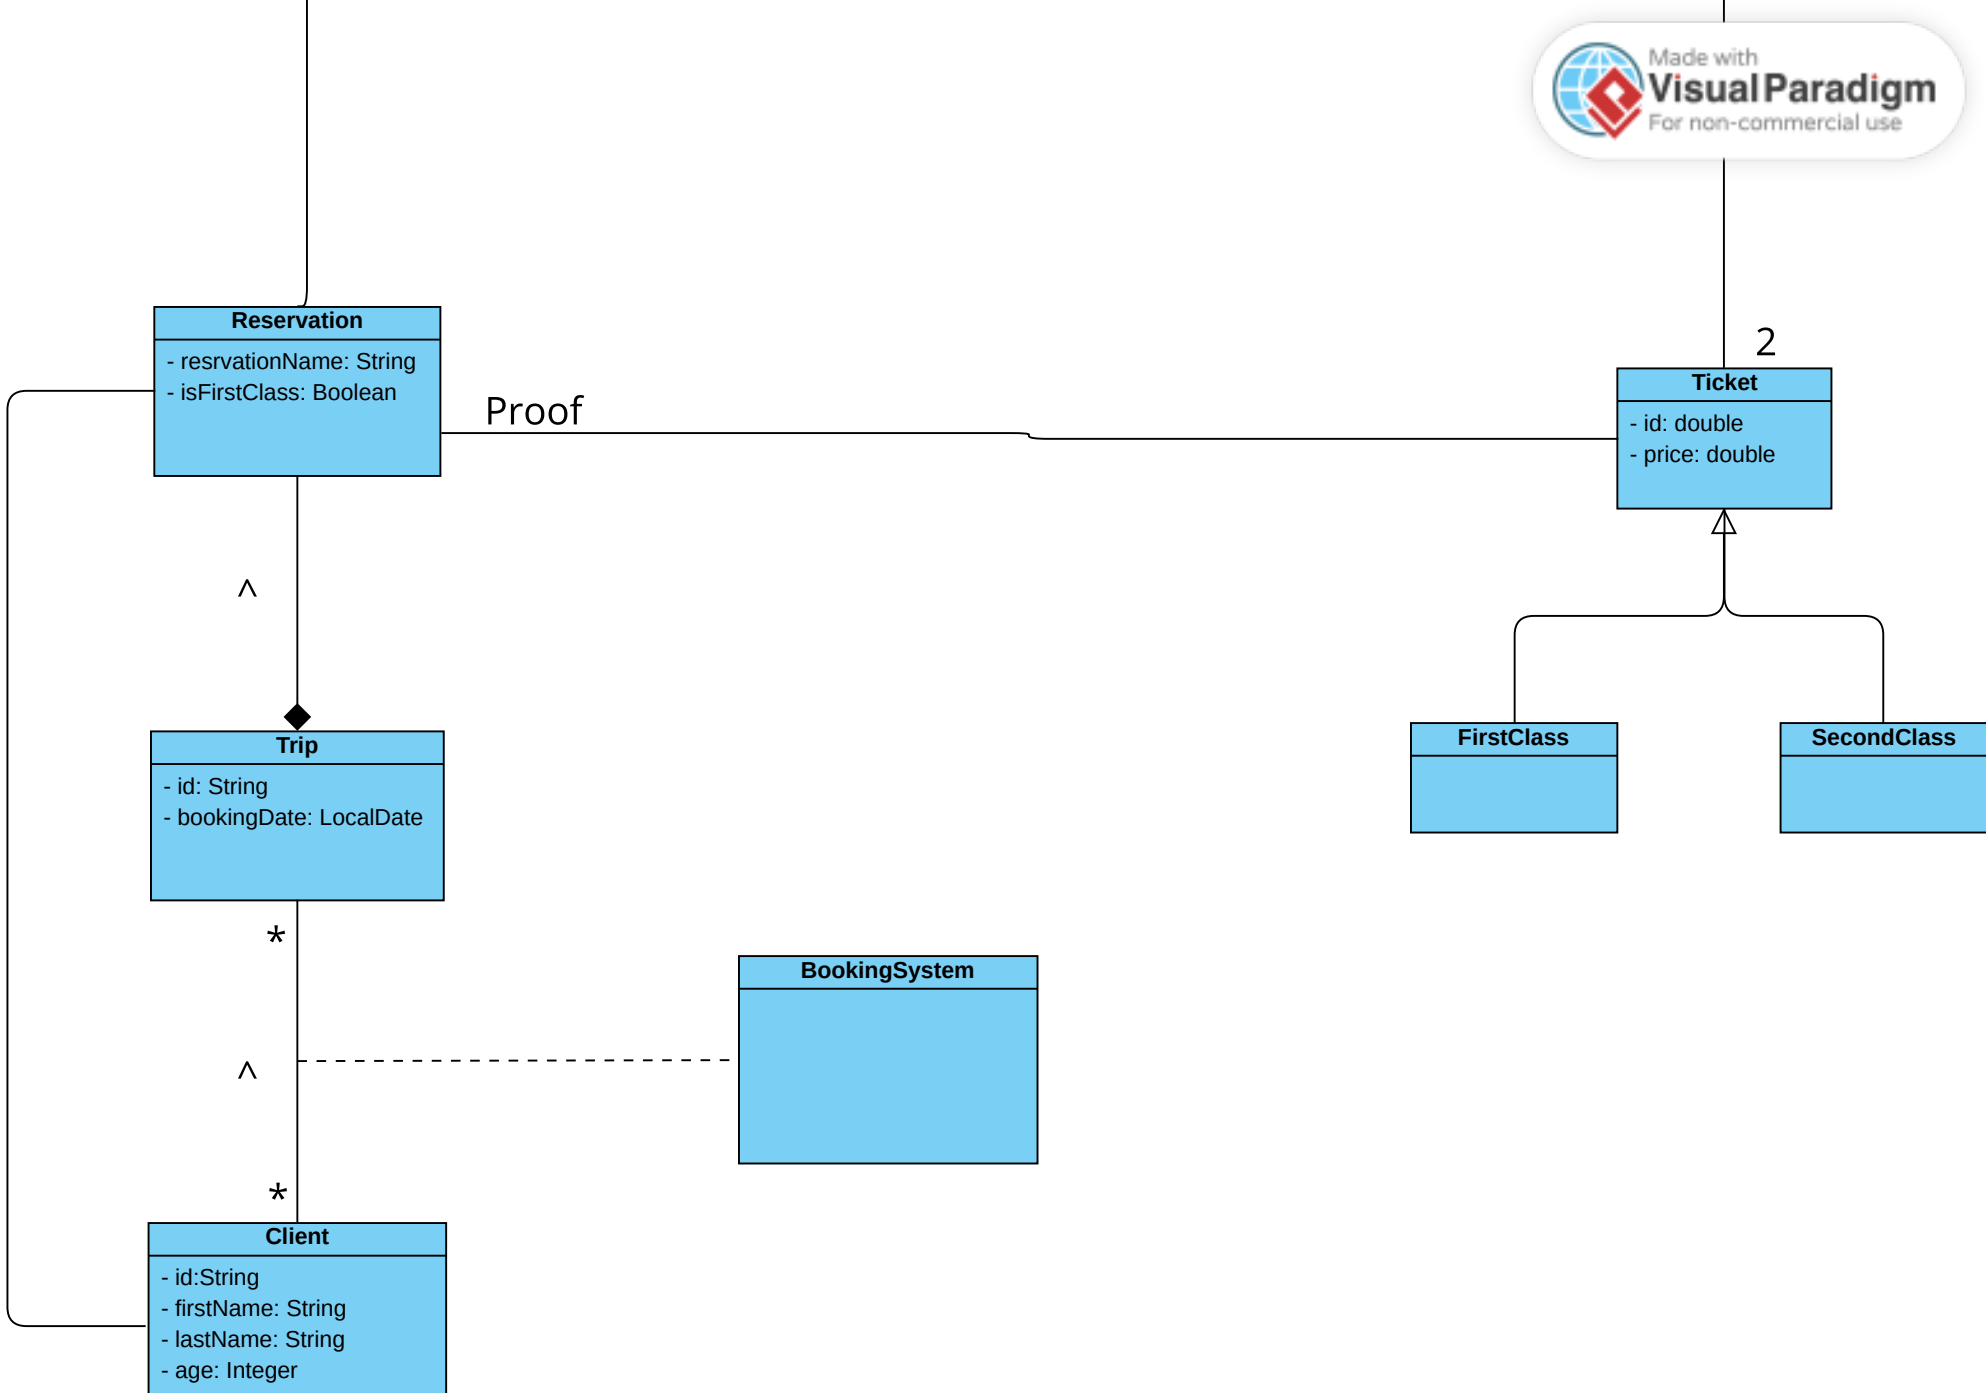 Made with
Visual Paradigm
For non-commercial use
Reservation
- resrvationName: String
- isFirstClass: Boolean
Proof
2
Ticket
- id: double
- price: double
^
Trip
- id: String
- bookingDate: LocalDate
FirstClass
SecondClass
*
BookingSystem
^
*
Client
- id:String
- firstName: String
- lastName: String
- age: Integer